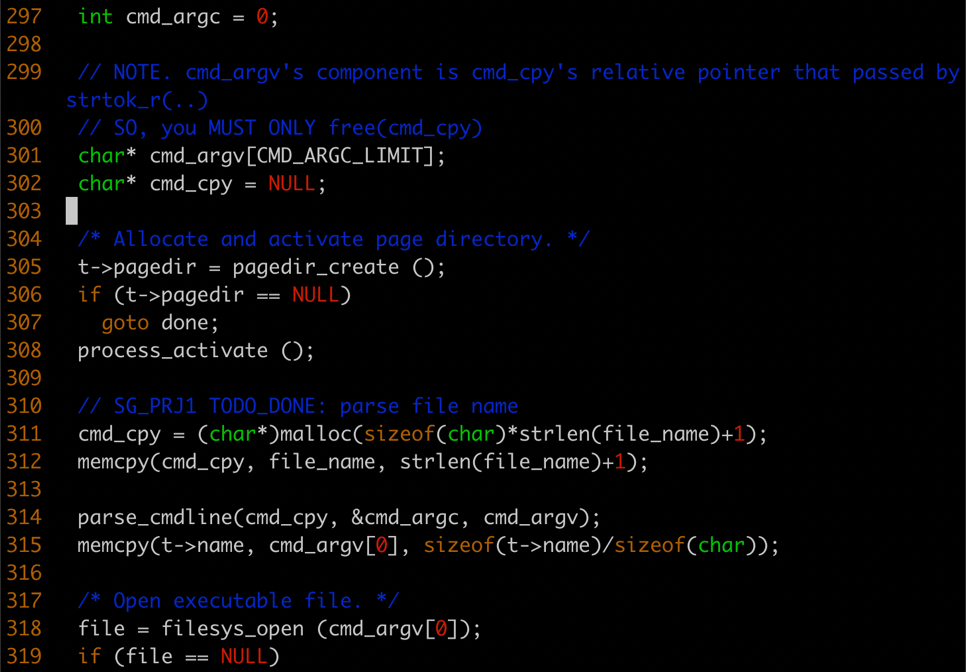 297 int cmd_argc = 0;
298
299 // NOTE. cmd_argv's component is cmd_cpy's relative pointer that passed by
strtok_r(..)
300 // SO, you MUST ONLY free(cmd_cpy)
301 char* cmd_argv[CMD_ARGC_LIMIT];
302 char* cmd_cpy = NULL;
303
304 /* Allocate and activate page directory. */
305 t->pagedir = pagedir_create ();
306 if (t->pagedir == NULL)
307 goto done;
308 process_activate ();
309
310 // SG_PRJ1 TODO_DONE: parse file name
311 cmd_cpy = (char*)malloc(sizeof(char)*strlen(file_name)+1);
312 memcpy(cmd_cpy, file_name, strlen(file_name)+1);
313
314 parse_cmdline(cmd_cpy, &cmd_argc, cmd_argv);
315 memcpy(t->name, cmd_argv[0], sizeof(t->name)/sizeof(char));
316
317 /* Open executable file. */
318 file = filesys_open (cmd_argv[0]);
319 if (file == NULL)